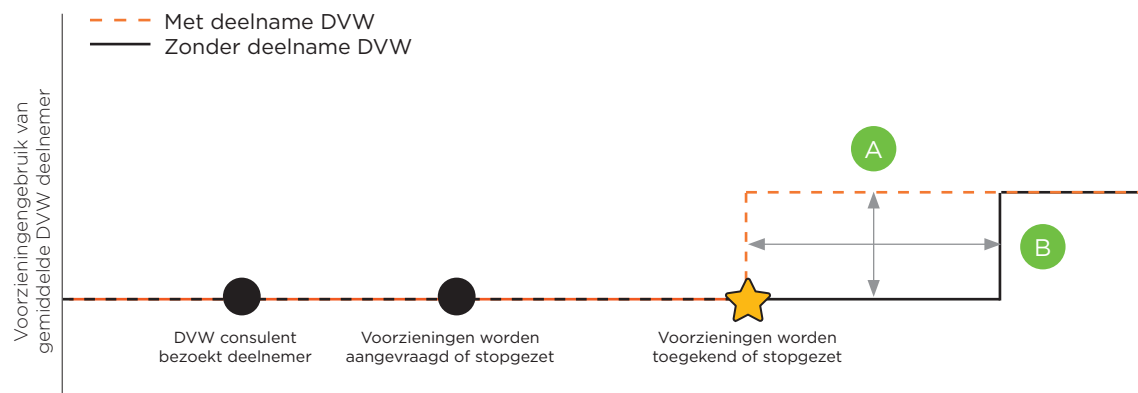 Met deelname DVW
Zonder deelname DVW
Voorzieningengebruik van
gemiddelde DVW deelnemer
A
B
DVW consulent
bezoekt deelnemer
Voorzieningen worden
aangevraagd of stopgezet
Voorzieningen worden
toegekend of stopgezet